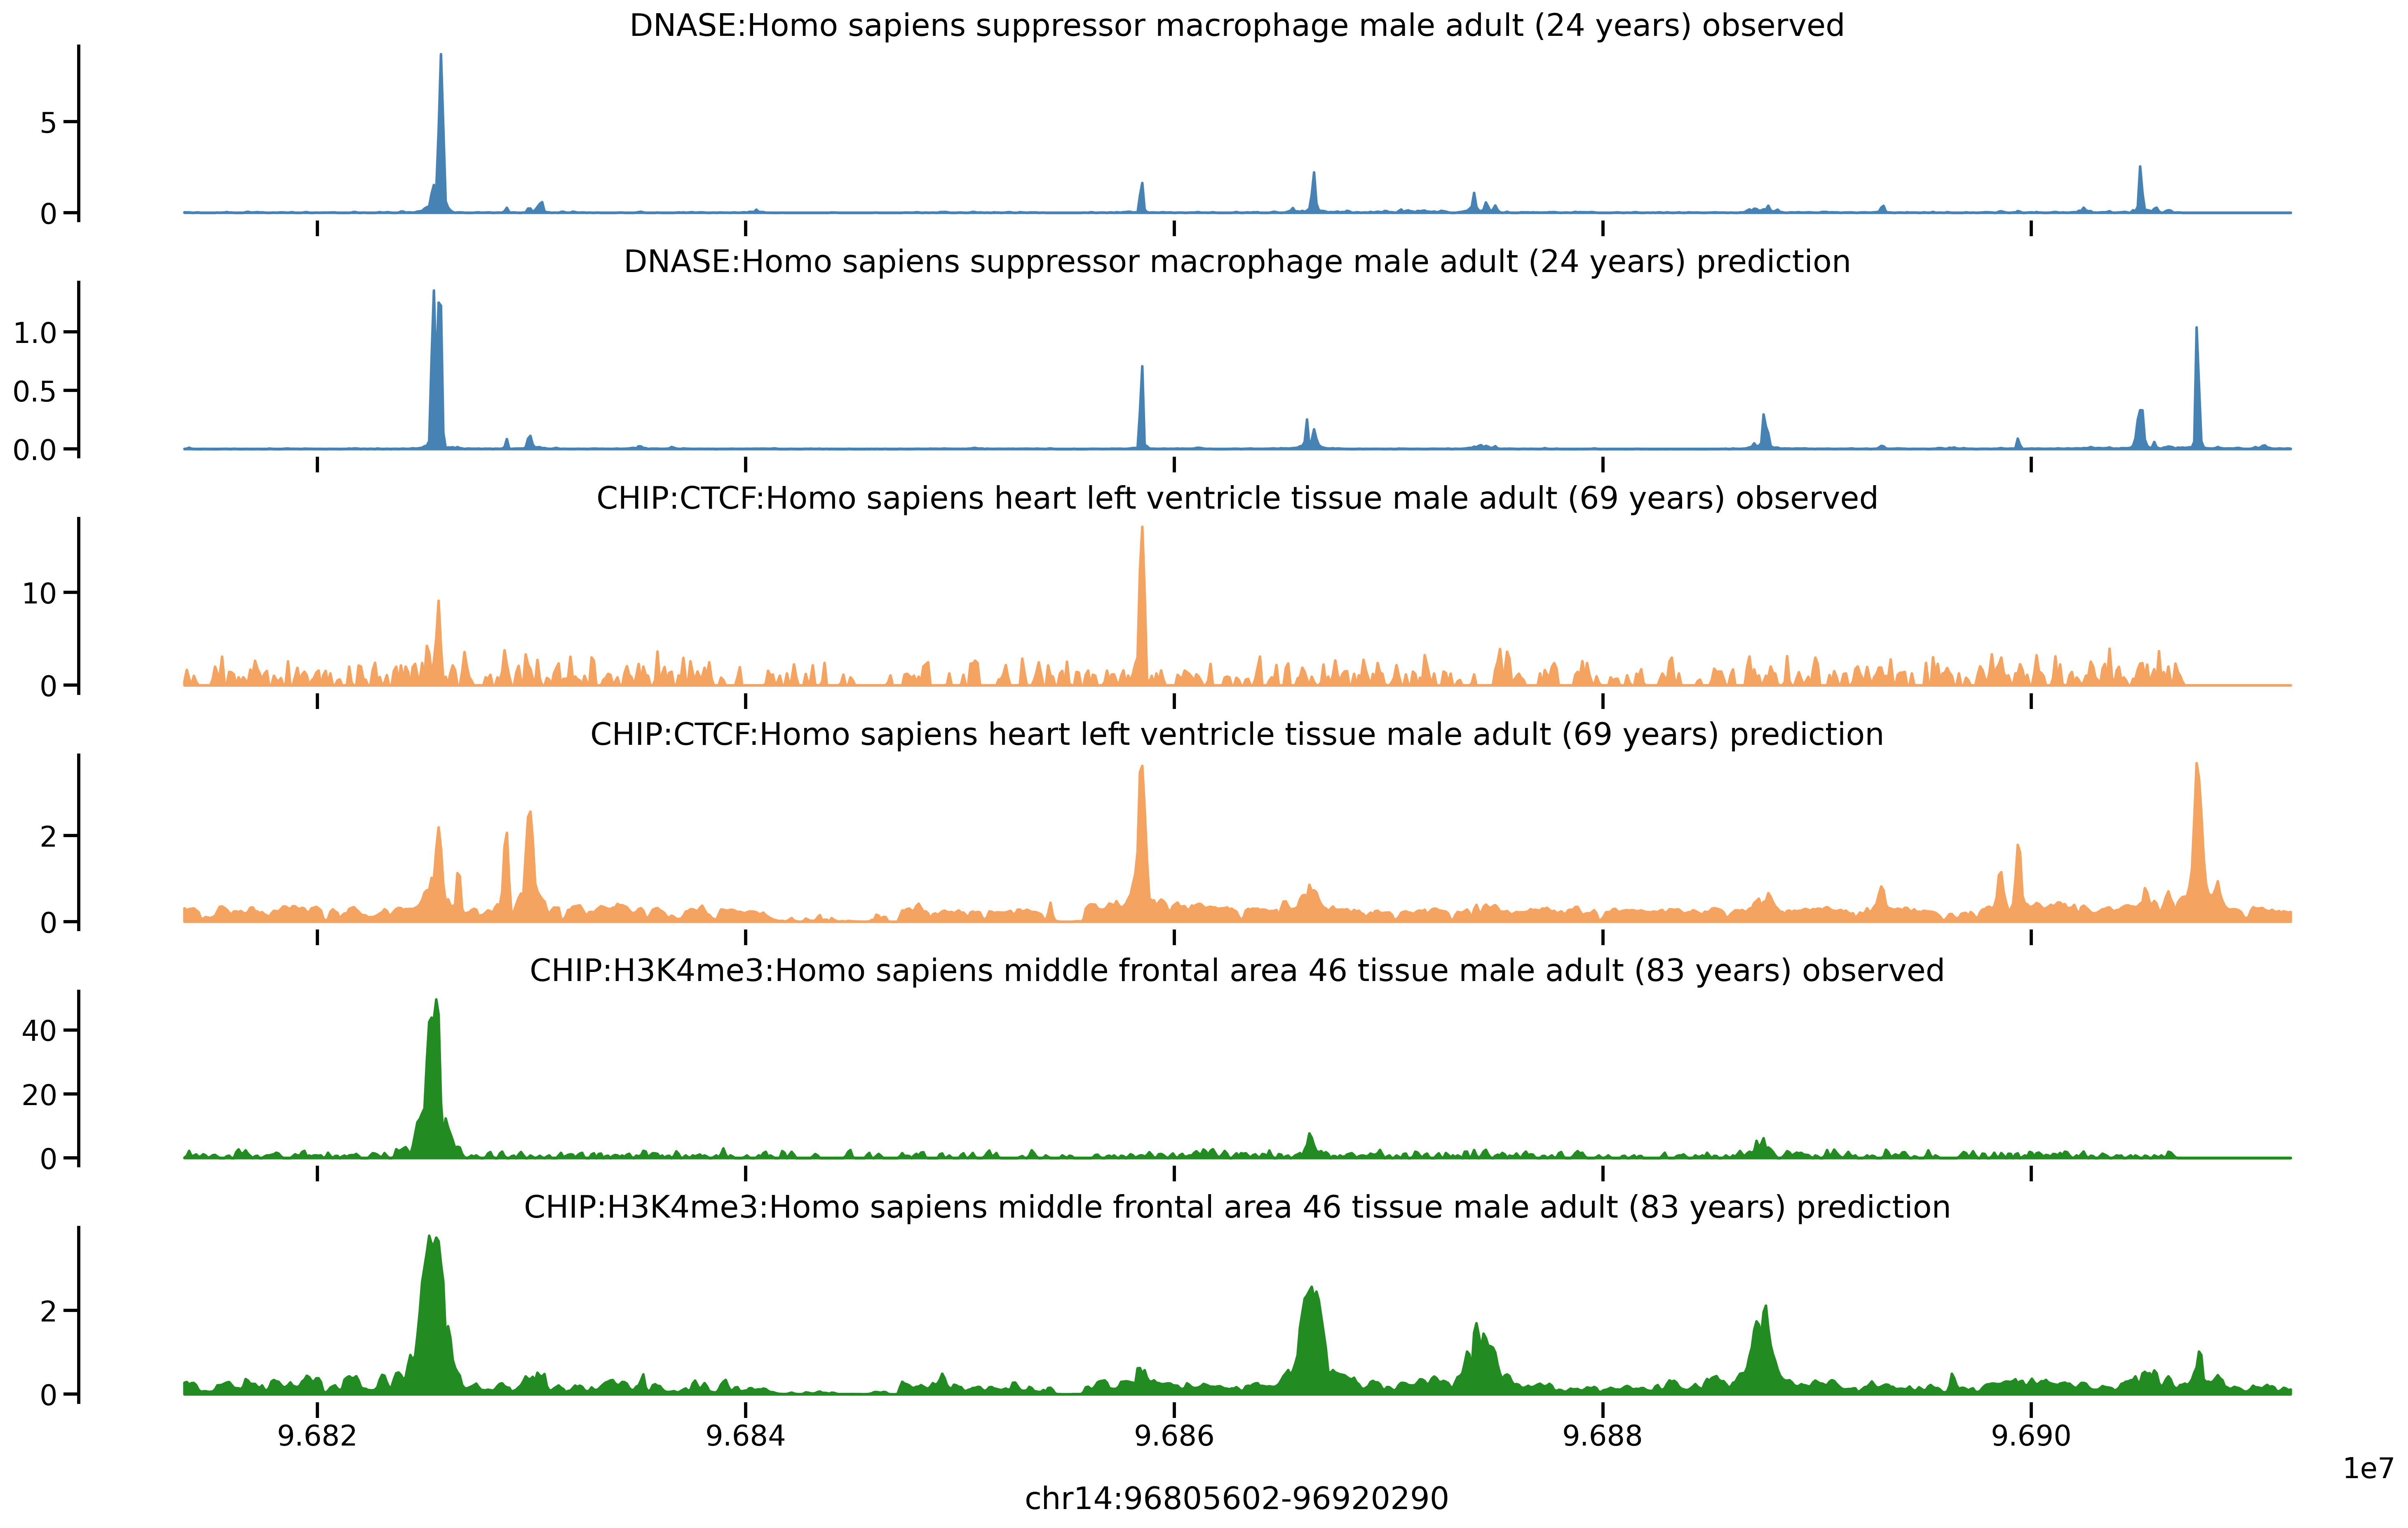 DNASE:Homo sapiens suppressor macrophage male adult (24 years) observed
5
0
DNASE:Homo sapiens suppressor macrophage male adult (24 years) prediction
1.0
0.5
0.0
CHIP:CTCF:Homo sapiens heart left ventricle tissue male adult (69 years) observed
10
0
CHIP:CTCF:Homo sapiens heart left ventricle tissue male adult (69 years) prediction
2
0
CHIP:H3K4me3:Homo sapiens middle frontal area 46 tissue male adult (83 years) observed
40
20
0
CHIP:H3K4me3:Homo sapiens middle frontal area 46 tissue male adult (83 years) prediction
2
0
9.682 9.684 9.686 9.688 9.690
1e7
chr14:96805602-96920290